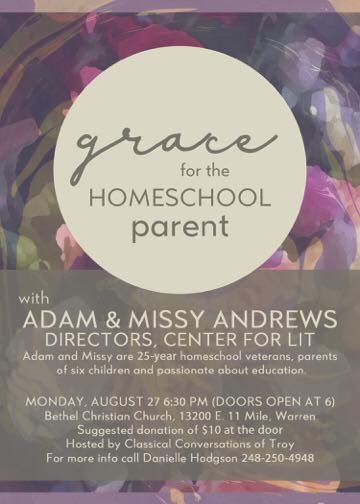 grace
for the
HOMESCHOOL
parent
with
ADAM & MISSY ANDREWS
DIRECTORS, CENTER FOR LIT
Adam and Missy are 25-year homeschool veterans, parents
of six children and passionate about education.
MONDAY, AUGUST 27 6:30 PM (DOORS OPEN AT 6)
Bethel Christian Church, 13200 E. 11 Mile, Warren
Suggested donation of $10 at the door
Hosted by Classical Conversations of Troy
For more info call Danielle Hodgson 248-250-4948